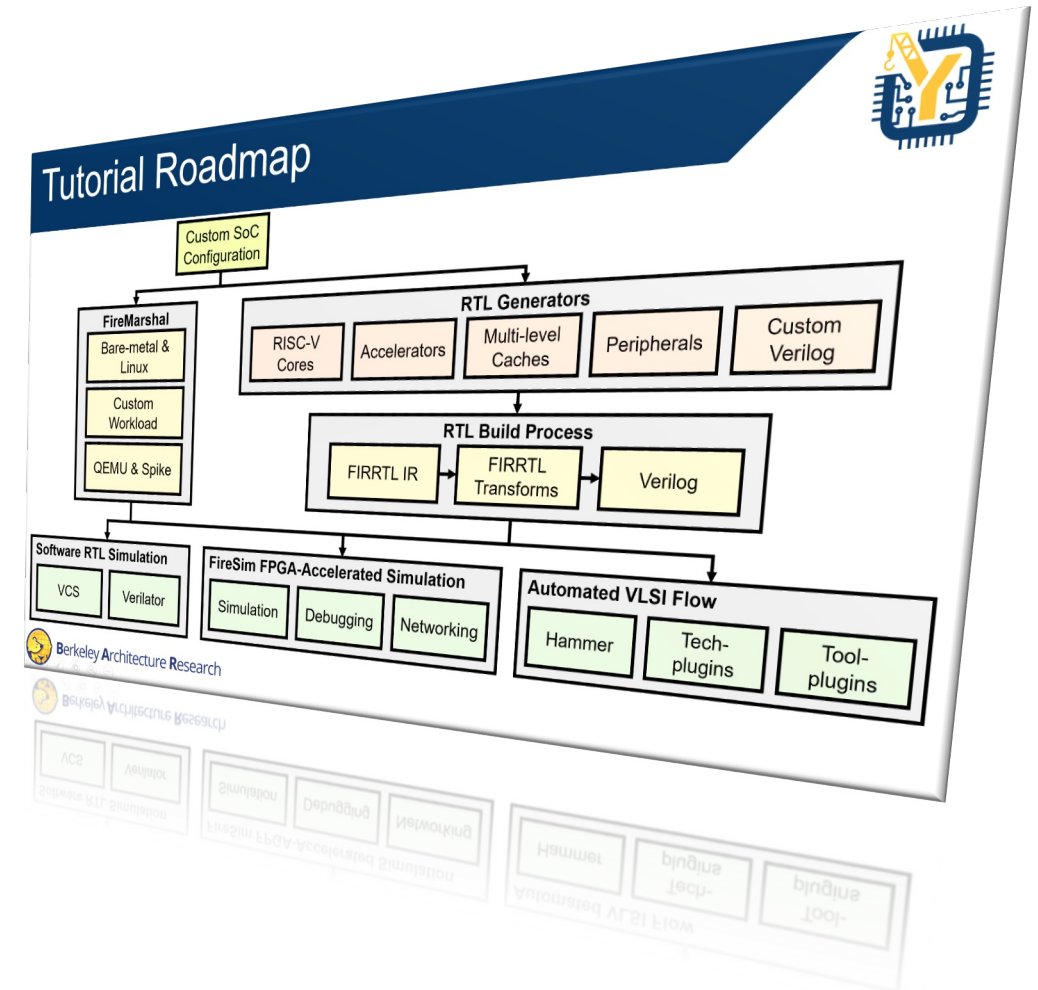 Tutorial Roadmap
Custom SoC
Configuration
FireMarshal
Bare-metal &
Linux
Custom
Workload
QEMU & Spike
RTL Generators
RISC-V
Cores
Accelerators
Multi-level
Caches
Peripherals
Custom
Verilog
RTL Build Process
FIRRTL IR
FIRRTL
Transforms
Verilog
Software RTL Simulation
VCS
Verilator
FireSim FPGA-Accelerated Simulation
Simulation
Debugging
Networking
Automated VLSI Flow
Hammer
Tech-
plugins
Tool-
plugins
Berkeley Architecture Research